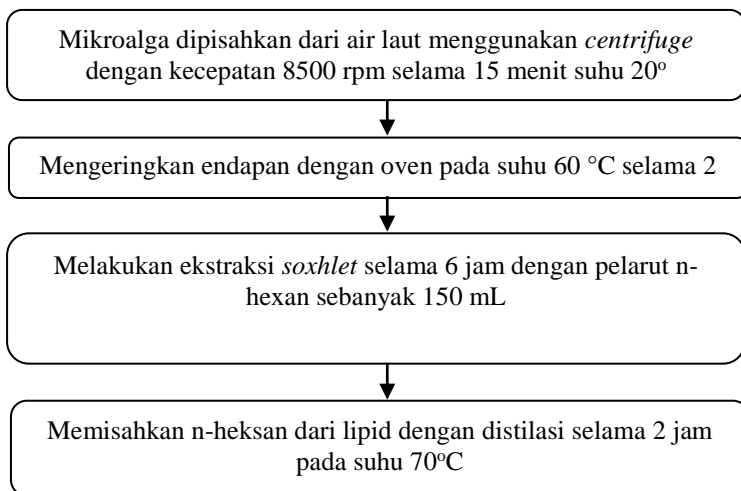 Mikroalga dipisahkan dari air laut menggunakan centrifuge
dengan kecepatan 8500 rpm selama 15 menit suhu 20°
Mengeringkan endapan dengan oven pada suhu 60 °C selama 2
Melakukan ekstraksi soxhlet selama 6 jam dengan pelarut n-
hexan sebanyak 150 mL
Memisahkan n-heksan dari lipid dengan distilasi selama 2 jam
pada suhu 70°C